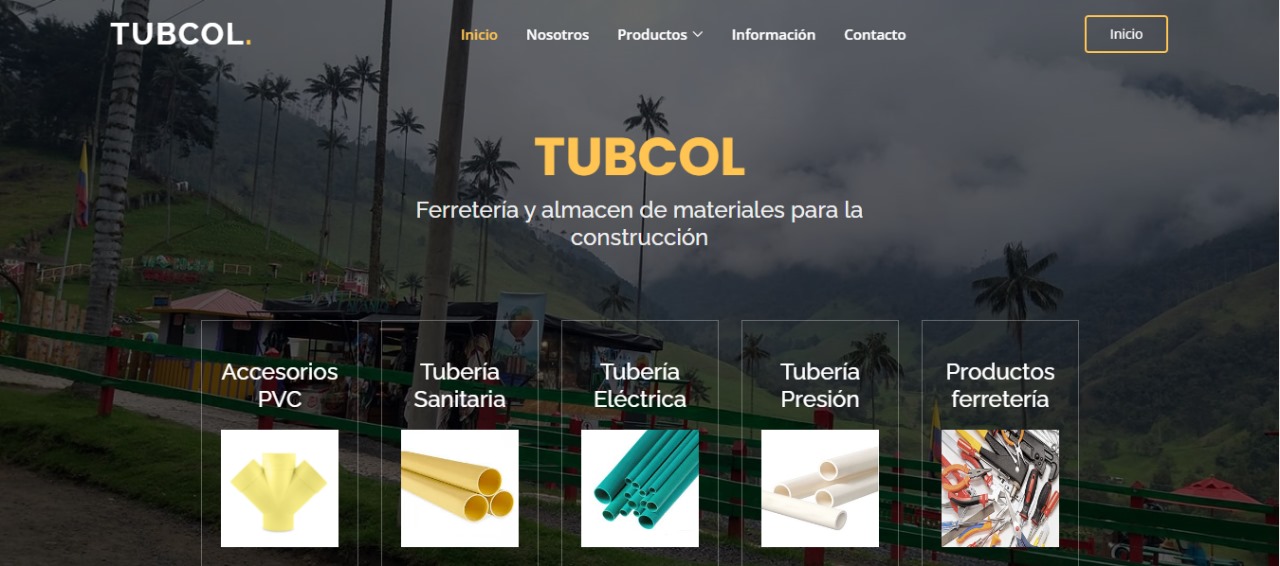 TUBCOL.
Inicio Nosotros Productos Información Contacto
Inicio
TUBCOL
Ferretería y almacen de materiales para la
construcción
Accesorios
PVC
Tubería
Sanitaria
Tubería
Eléctrica
Tubería
Presión
Productos
ferretería